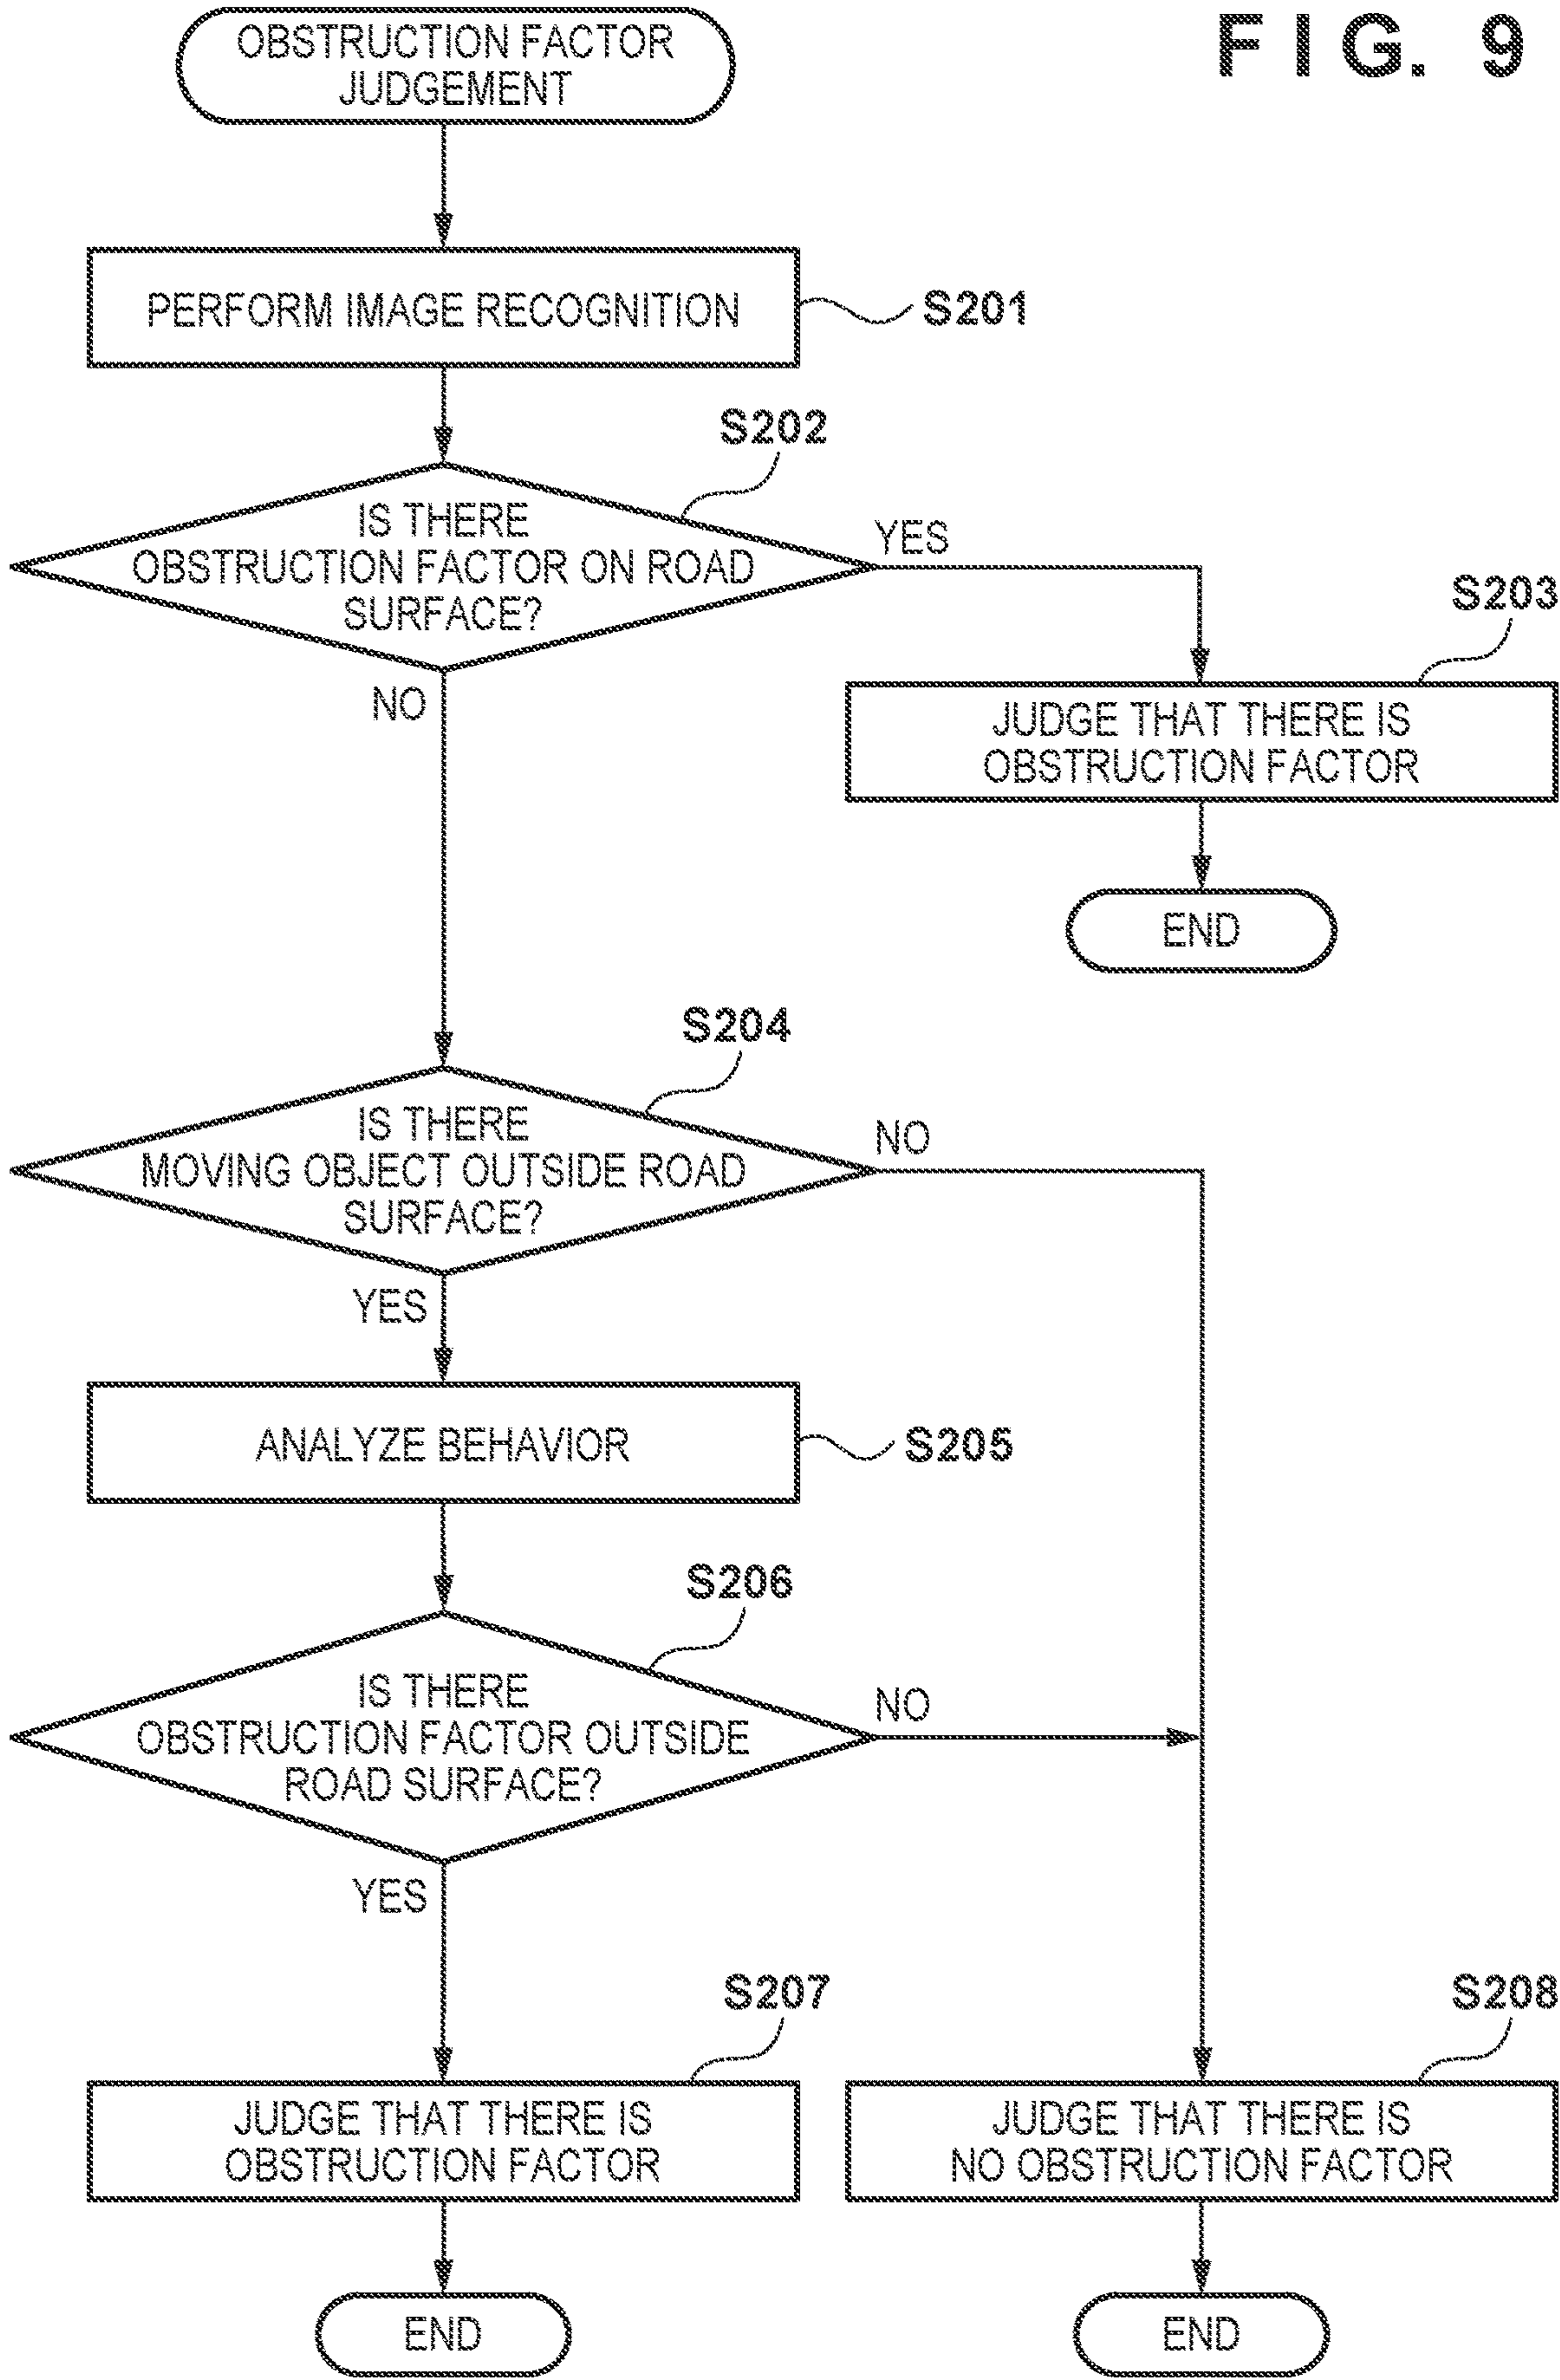 FIG. 9
OBSTRUCTION FACTOR
JUDGEMENT
PERFORM IMAGE RECOGNITION
S201
S202
IS THERE
OBSTRUCTION FACTOR ON ROAD
SURFACE?
YES
NO
S203
JUDGE THAT THERE IS
OBSTRUCTION FACTOR
END
S204
IS THERE
MOVING OBJECT OUTSIDE ROAD
SURFACE?
NO
YES
ANALYZE BEHAVIOR
S205
S206
IS THERE
OBSTRUCTION FACTOR OUTSIDE
ROAD SURFACE?
NO
YES
S207
JUDGE THAT THERE IS
OBSTRUCTION FACTOR
END
S208
JUDGE THAT THERE IS
NO OBSTRUCTION FACTOR
END